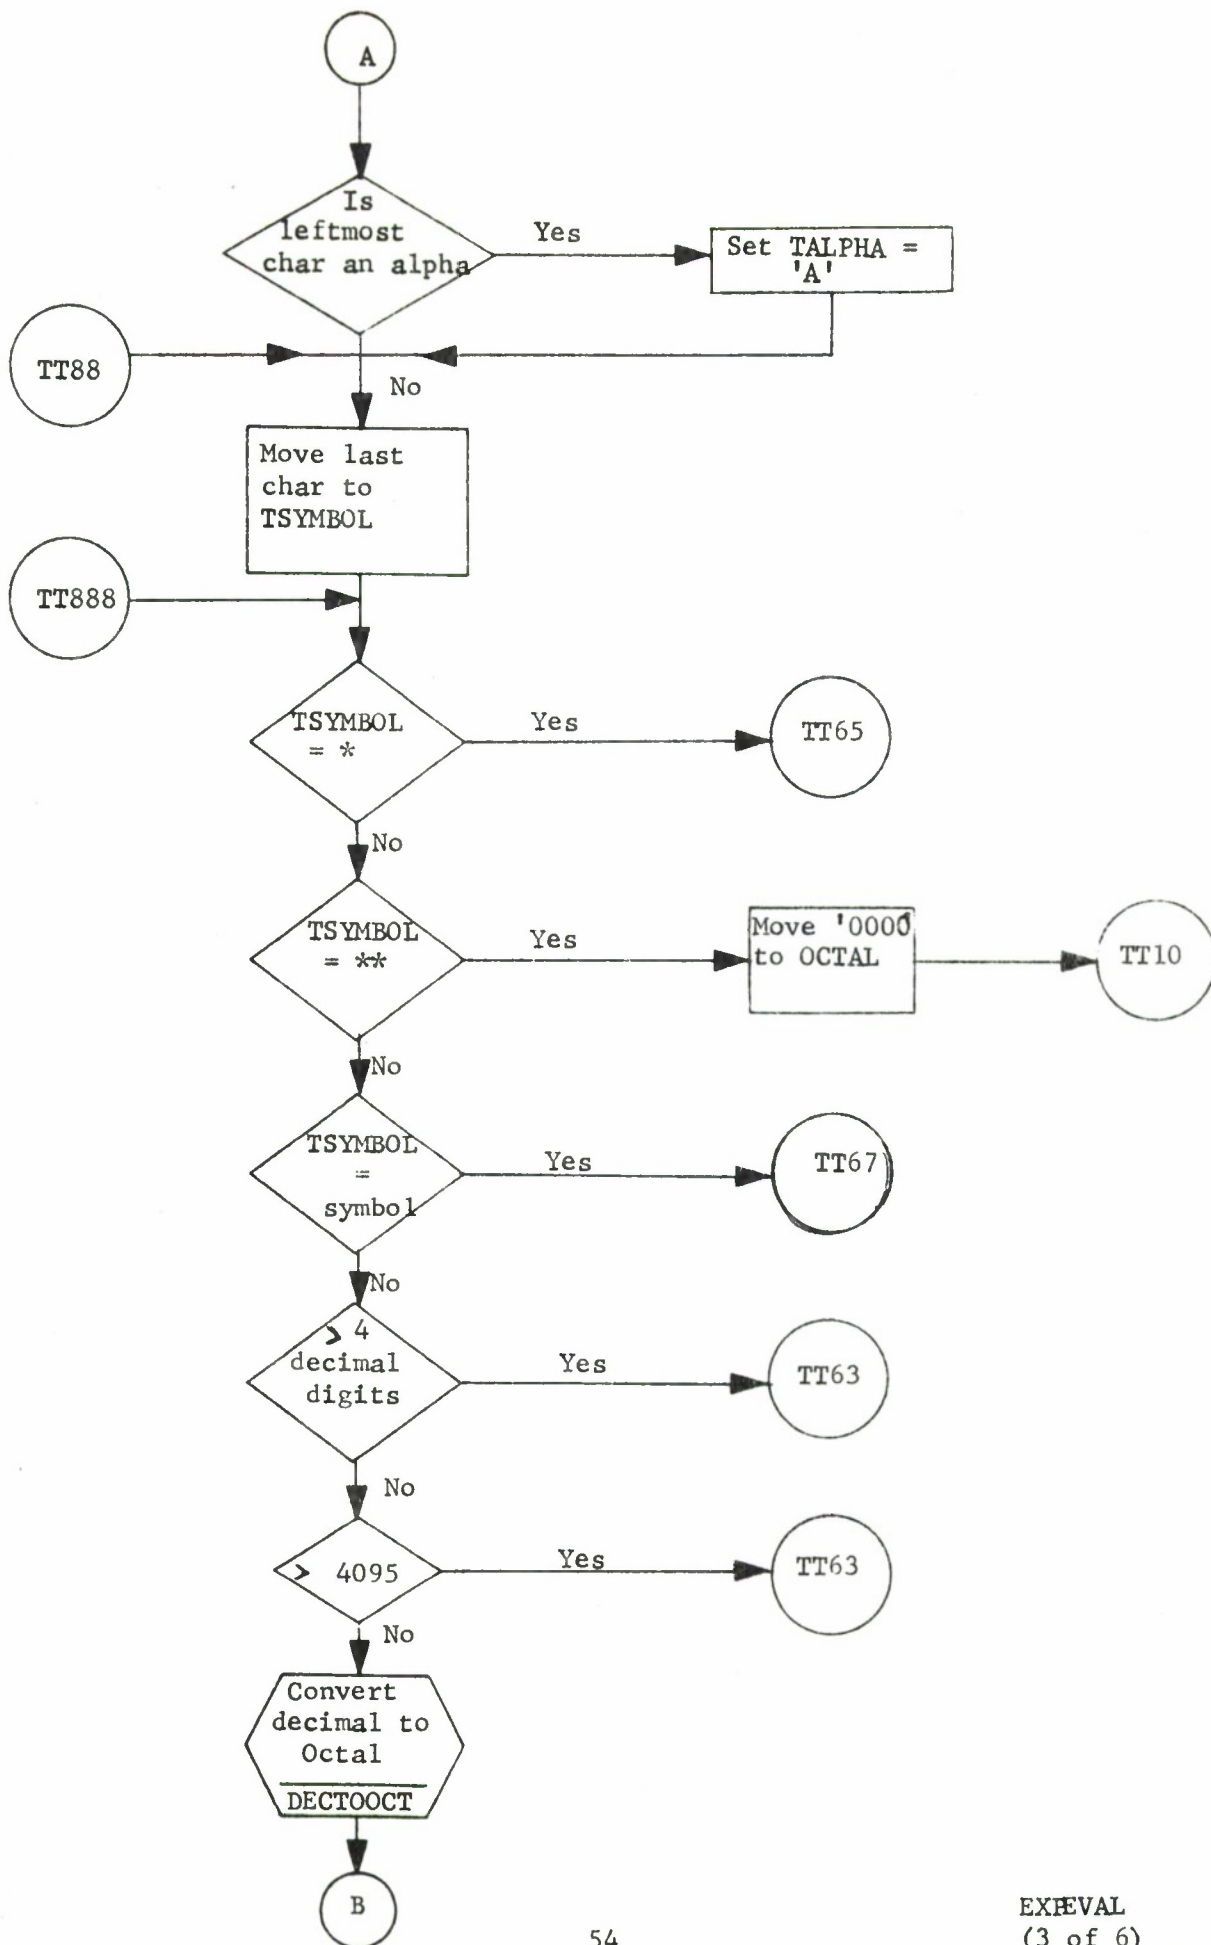 A
Is
leftmost
char an alpha
Yes
Set TALPHA =
'A'
TT88
No
Move last
char to
TSYMBOL
TT888
TSYMBOL
= *
Yes
TT65
No
TSYMBOL
= **
Yes
Move '0000'
to OCTAL
TT10
No
TSYMBOL
=
symbol
Yes
TT67
No
> 4
decimal
digits
Yes
TT63
No
> 4095
Yes
TT63
No
Convert
decimal to
Octal
DECTOOCT
B
54
(3 of 6)